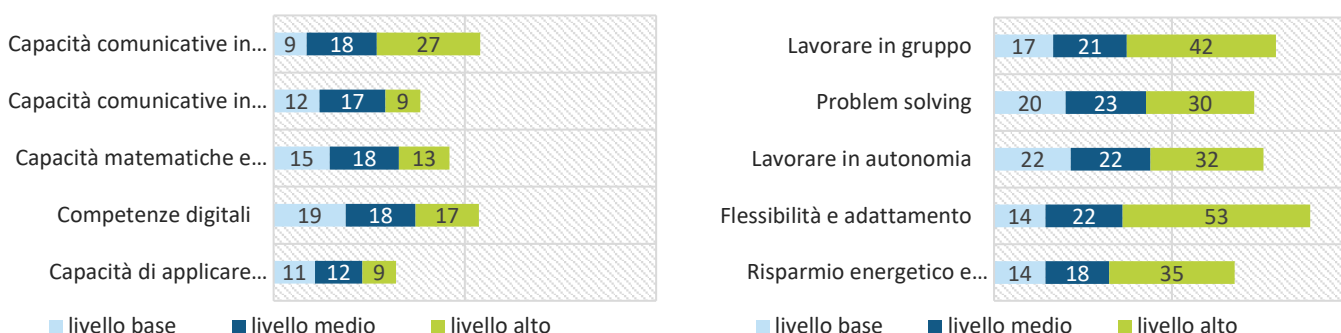 Capacità comunicative in... 9 18 27
Capacità comunicative in... 12 17 9
Capacità matematiche e... 15 18 13
Competenze digitali 19 18 17
Capacità di applicare... 11 12 9
livello base livello medio livello alto
Lavorare in gruppo 17 21 42
Problem solving 20 23 30
Lavorare in autonomia 22 22 32
Flessibilità e adattamento 14 22 53
Risparmio energetico e... 14 18 35
livello base livello medio livello alto